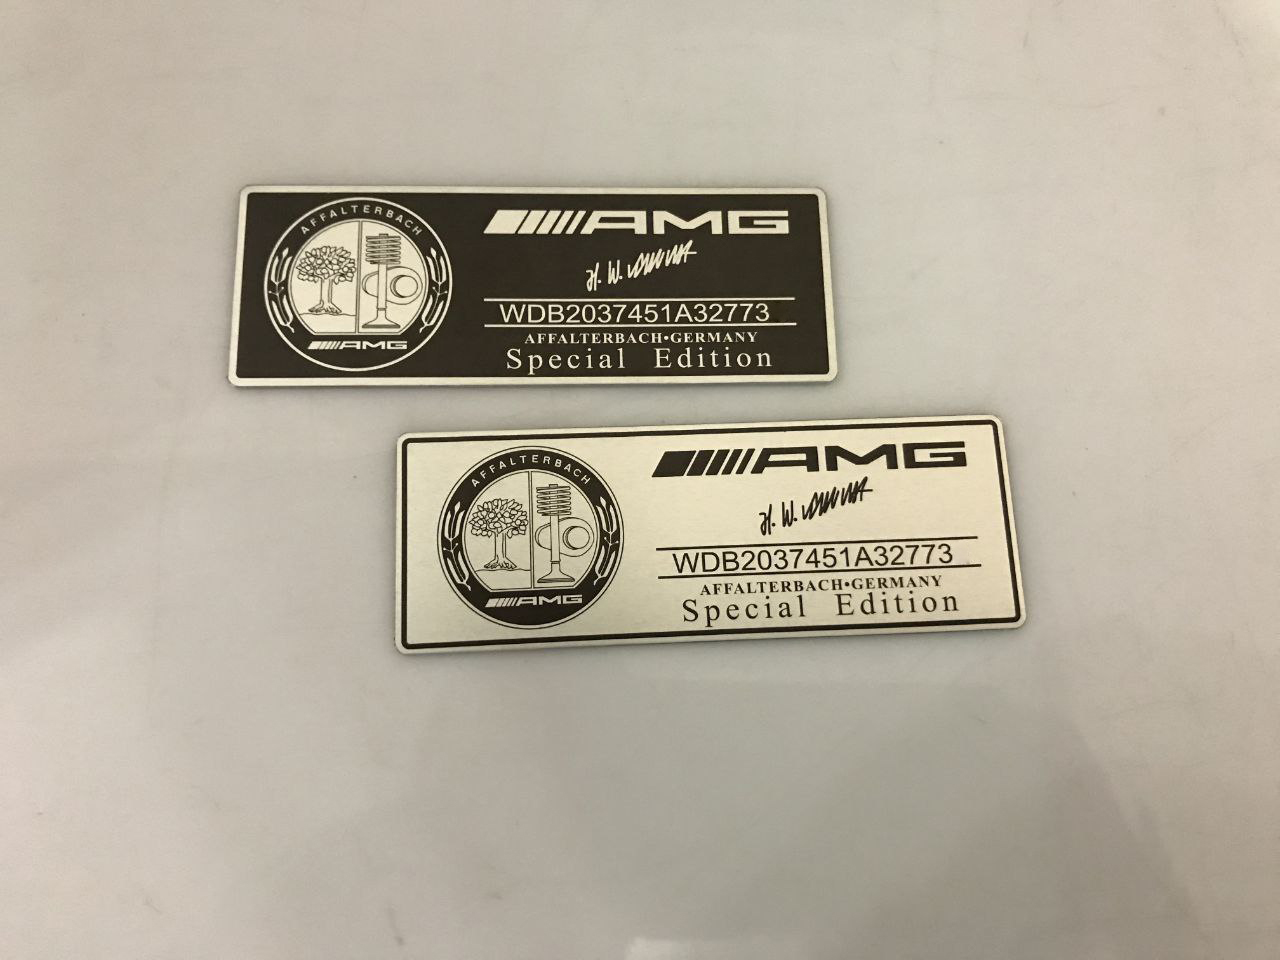 AFFALTERBACH
AMG
AMG
H. W.
WDB2037451A32773
AFFALTERBACH•GERMANY
Special Edition
AFFALTERBACH
AMG
AMG
H. W.
WDB2037451A32773
AFFALTERBACH•GERMANY
Special Edition